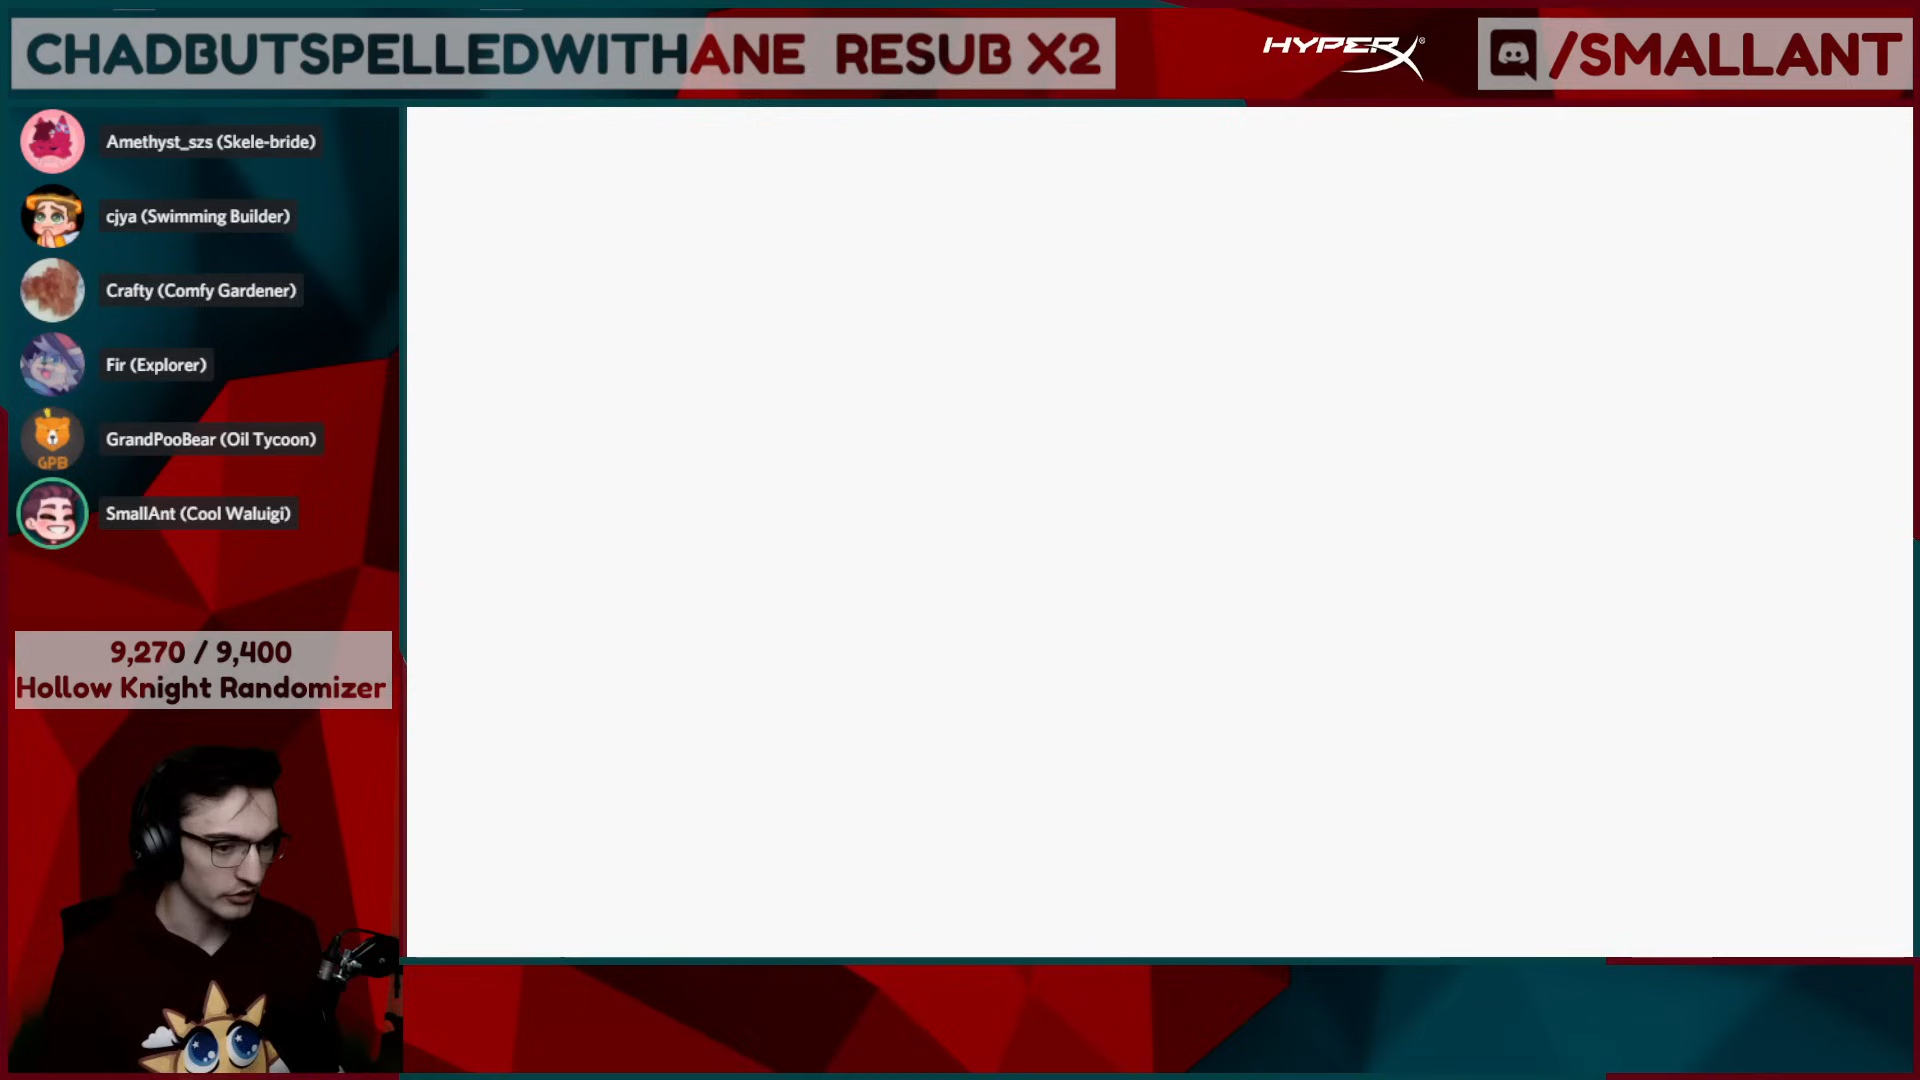 CHADBUTSPELLEDWITHANE RESUB X2
HYPERX®
/SMALLANT
Amethyst_szs (Skele-bride)
cjya (Swimming Builder)
Crafty (Comfy Gardener)
Fir (Explorer)
GrandPooBear (Oil Tycoon)
GPB
SmallAnt (Cool Waluigi)
9,270 / 9,400
Hollow Knight Randomizer